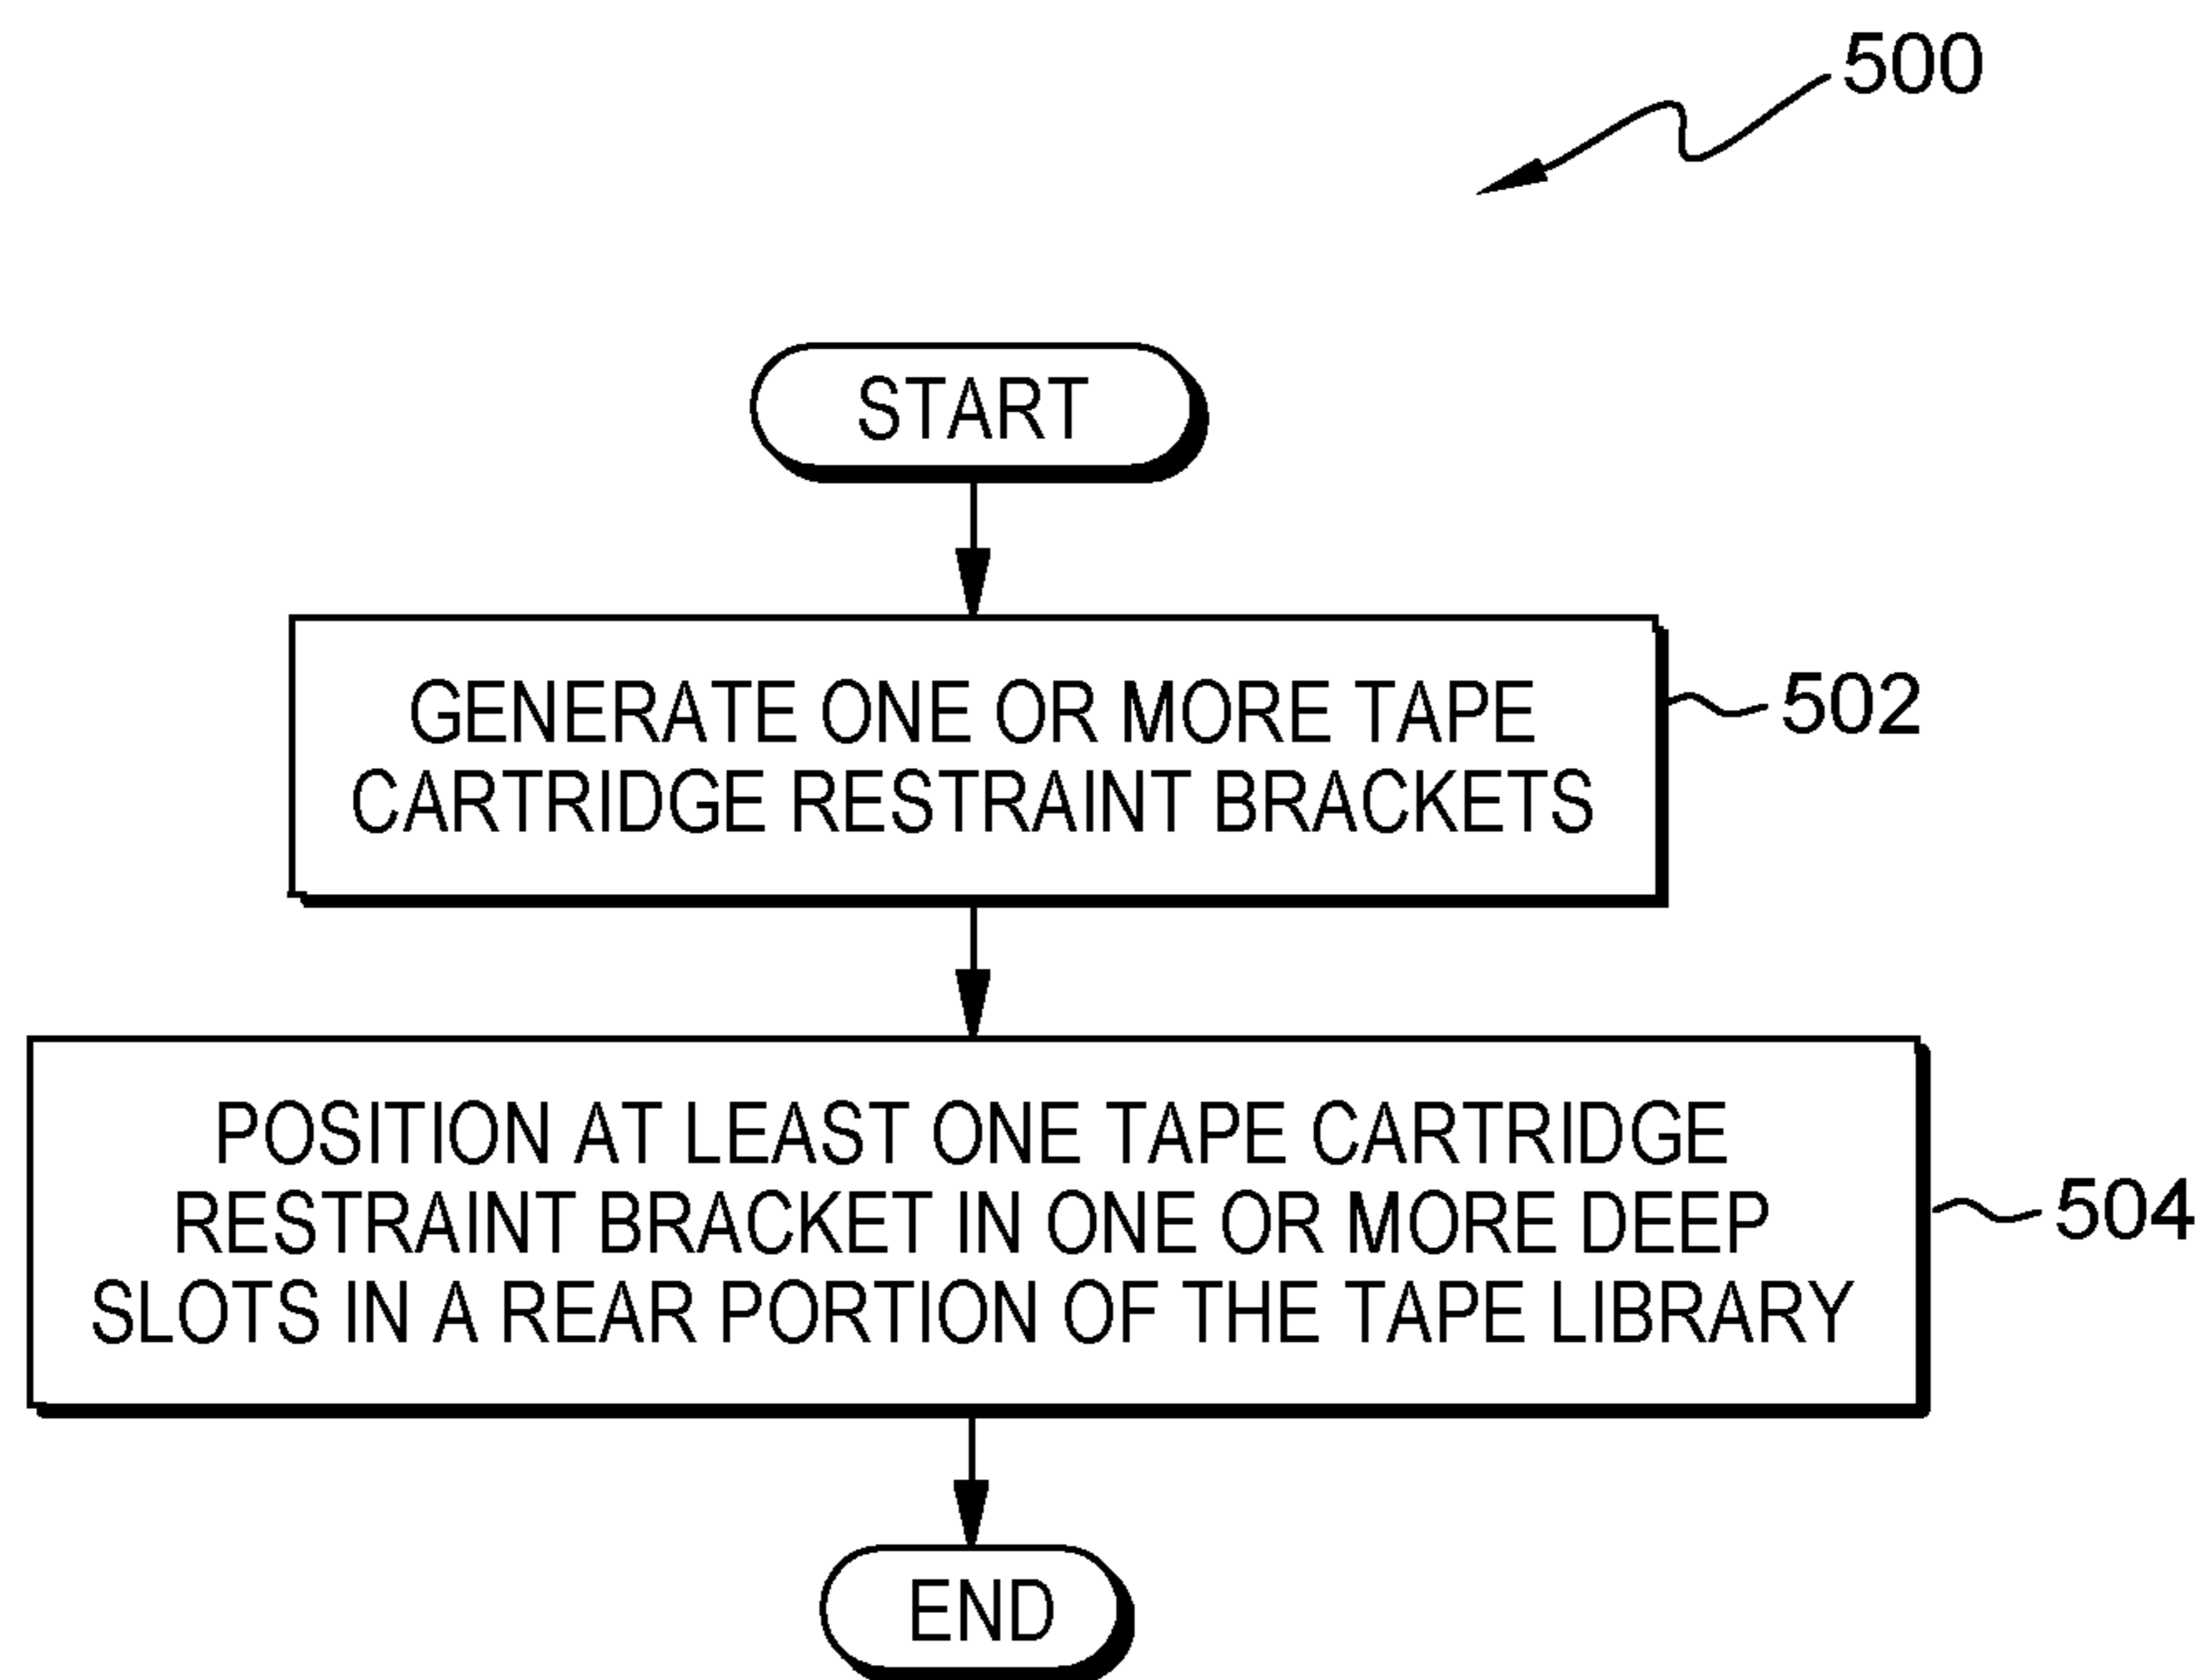 500
START
GENERATE ONE OR MORE TAPE
CARTRIDGE RESTRAINT BRACKETS
502
POSITION AT LEAST ONE TAPE CARTRIDGE
RESTRAINT BRACKET IN ONE OR MORE DEEP
SLOTS IN A REAR PORTION OF THE TAPE LIBRARY
504
END